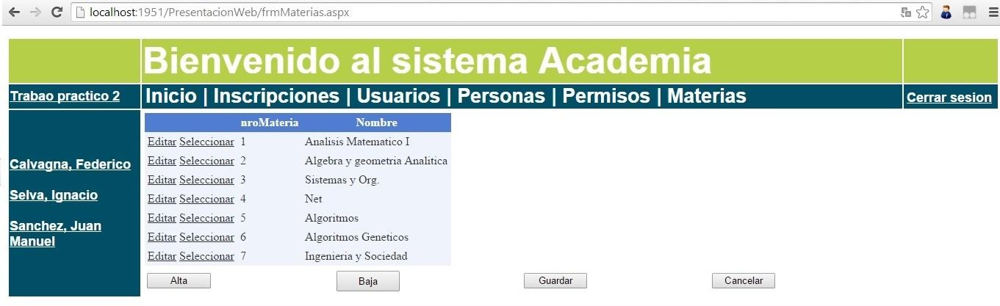 localhost:1951/PresentacionWeb/frmMaterias.aspx
Bienvenido al sistema Academia
Trabao practico 2
Inicio | Inscripciones | Usuarios | Personas | Permisos | Materias
Cerrar sesion
Calvagna, Federico
Selva, Ignacio
Sanchez, Juan
Manuel
nroMateria Nombre
Editar Seleccionar 1 Analisis Matematico I
Editar Seleccionar 2 Algebra y geometria Analitica
Editar Seleccionar 3 Sistemas y Org.
Editar Seleccionar 4 Net
Editar Seleccionar 5 Algoritmos
Editar Seleccionar 6 Algoritmos Geneticos
Editar Seleccionar 7 Ingenieria y Sociedad
Alta Baja Guardar Cancelar